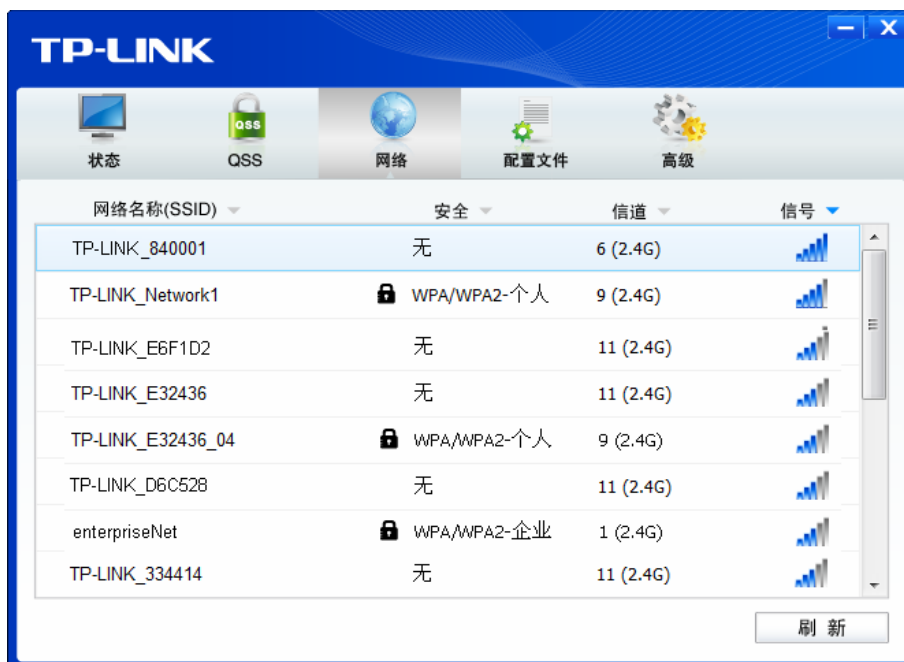 TP-LINK
QSS
状态 QSS 网络 配置文件 高级
网络名称(SSID) 安全 信道 信号
TP-LINK_840001 无 6 (2.4G)
TP-LINK_Network1 WPA/WPA2-个人 9 (2.4G)
TP-LINK_E6F1D2 无 11 (2.4G)
TP-LINK_E32436 无 11 (2.4G)
TP-LINK_E32436_04 WPA/WPA2-个人 9 (2.4G)
TP-LINK_D6C528 无 11 (2.4G)
enterpriseNet WPA/WPA2-企业 1 (2.4G)
TP-LINK_334414 无 11 (2.4G)
刷 新